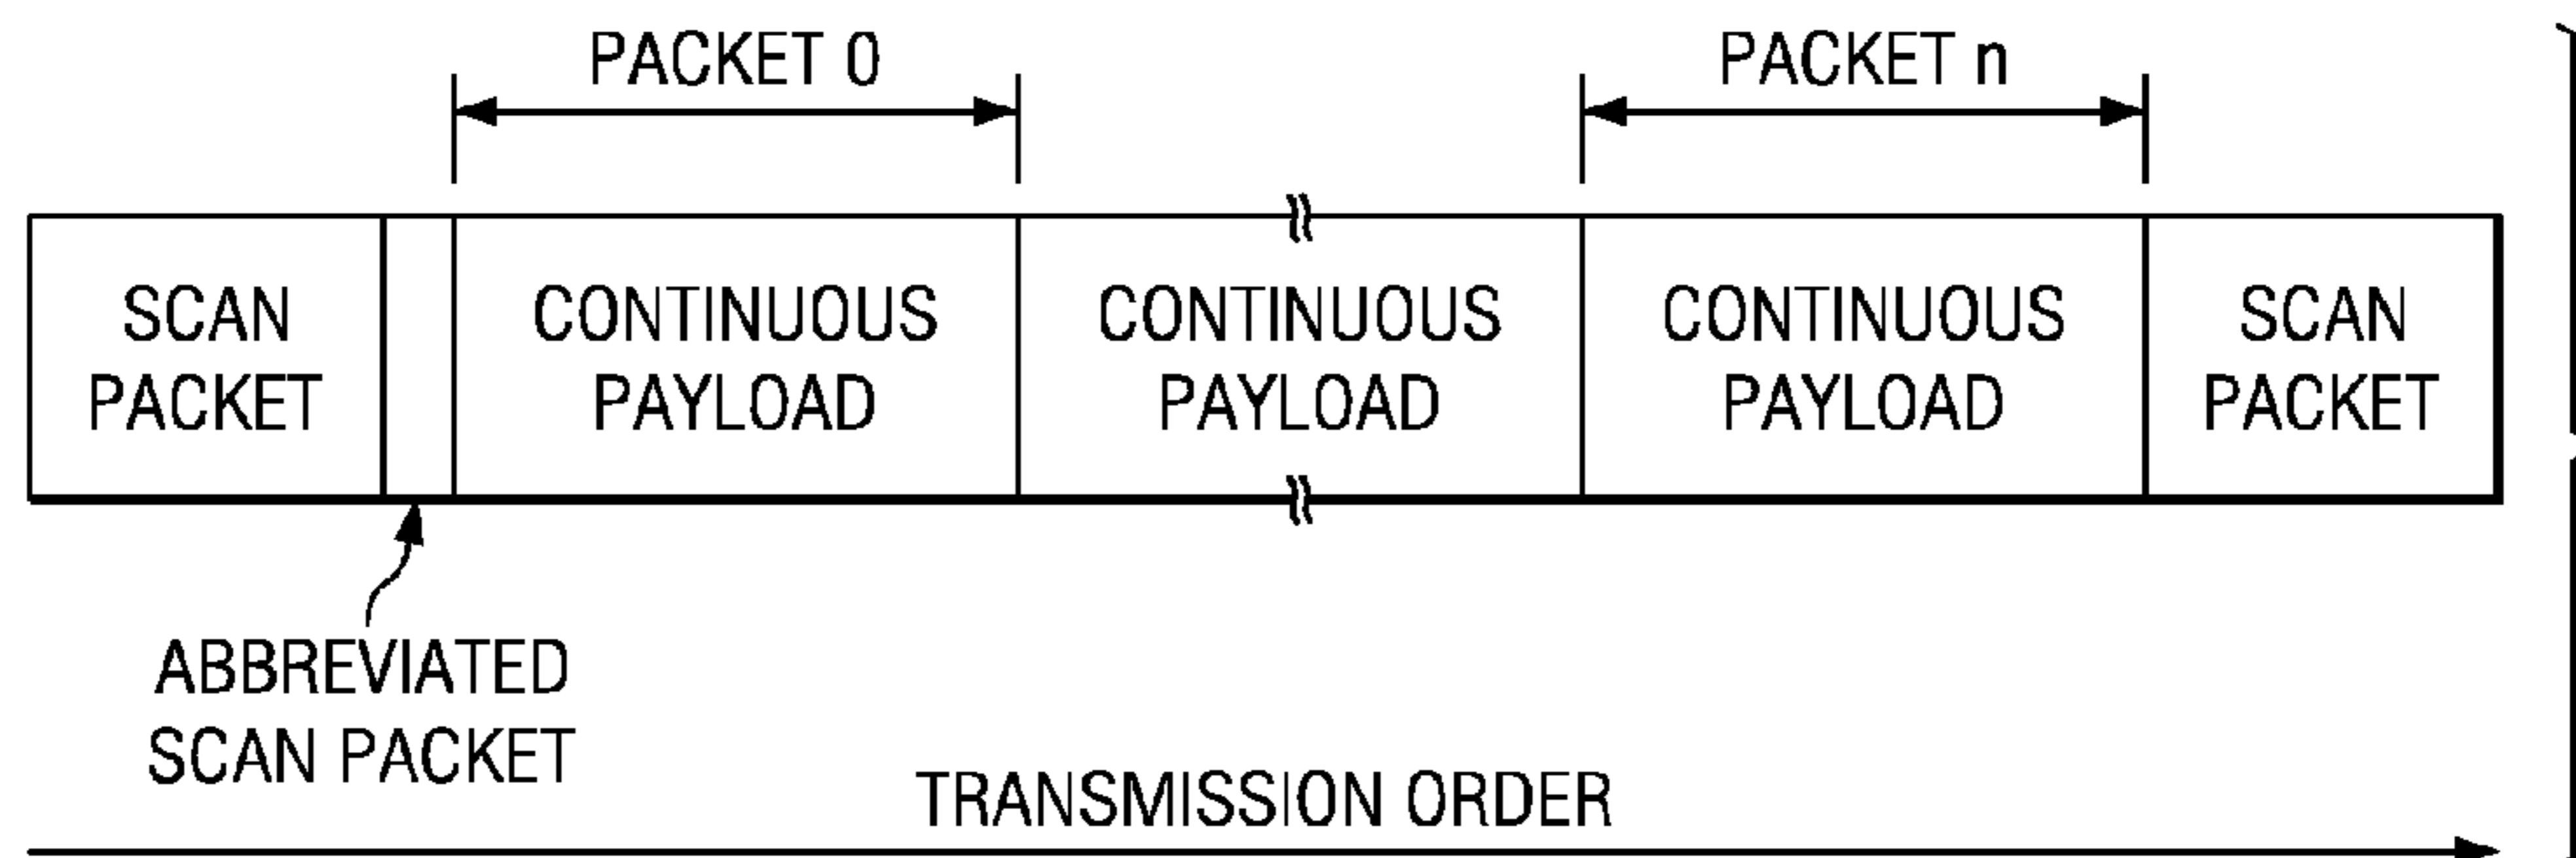 PACKET 0
PACKET n
SCAN
PACKET
CONTINUOUS
PAYLOAD
CONTINUOUS
PAYLOAD
CONTINUOUS
PAYLOAD
SCAN
PACKET
ABBREVIATED
SCAN PACKET
TRANSMISSION ORDER